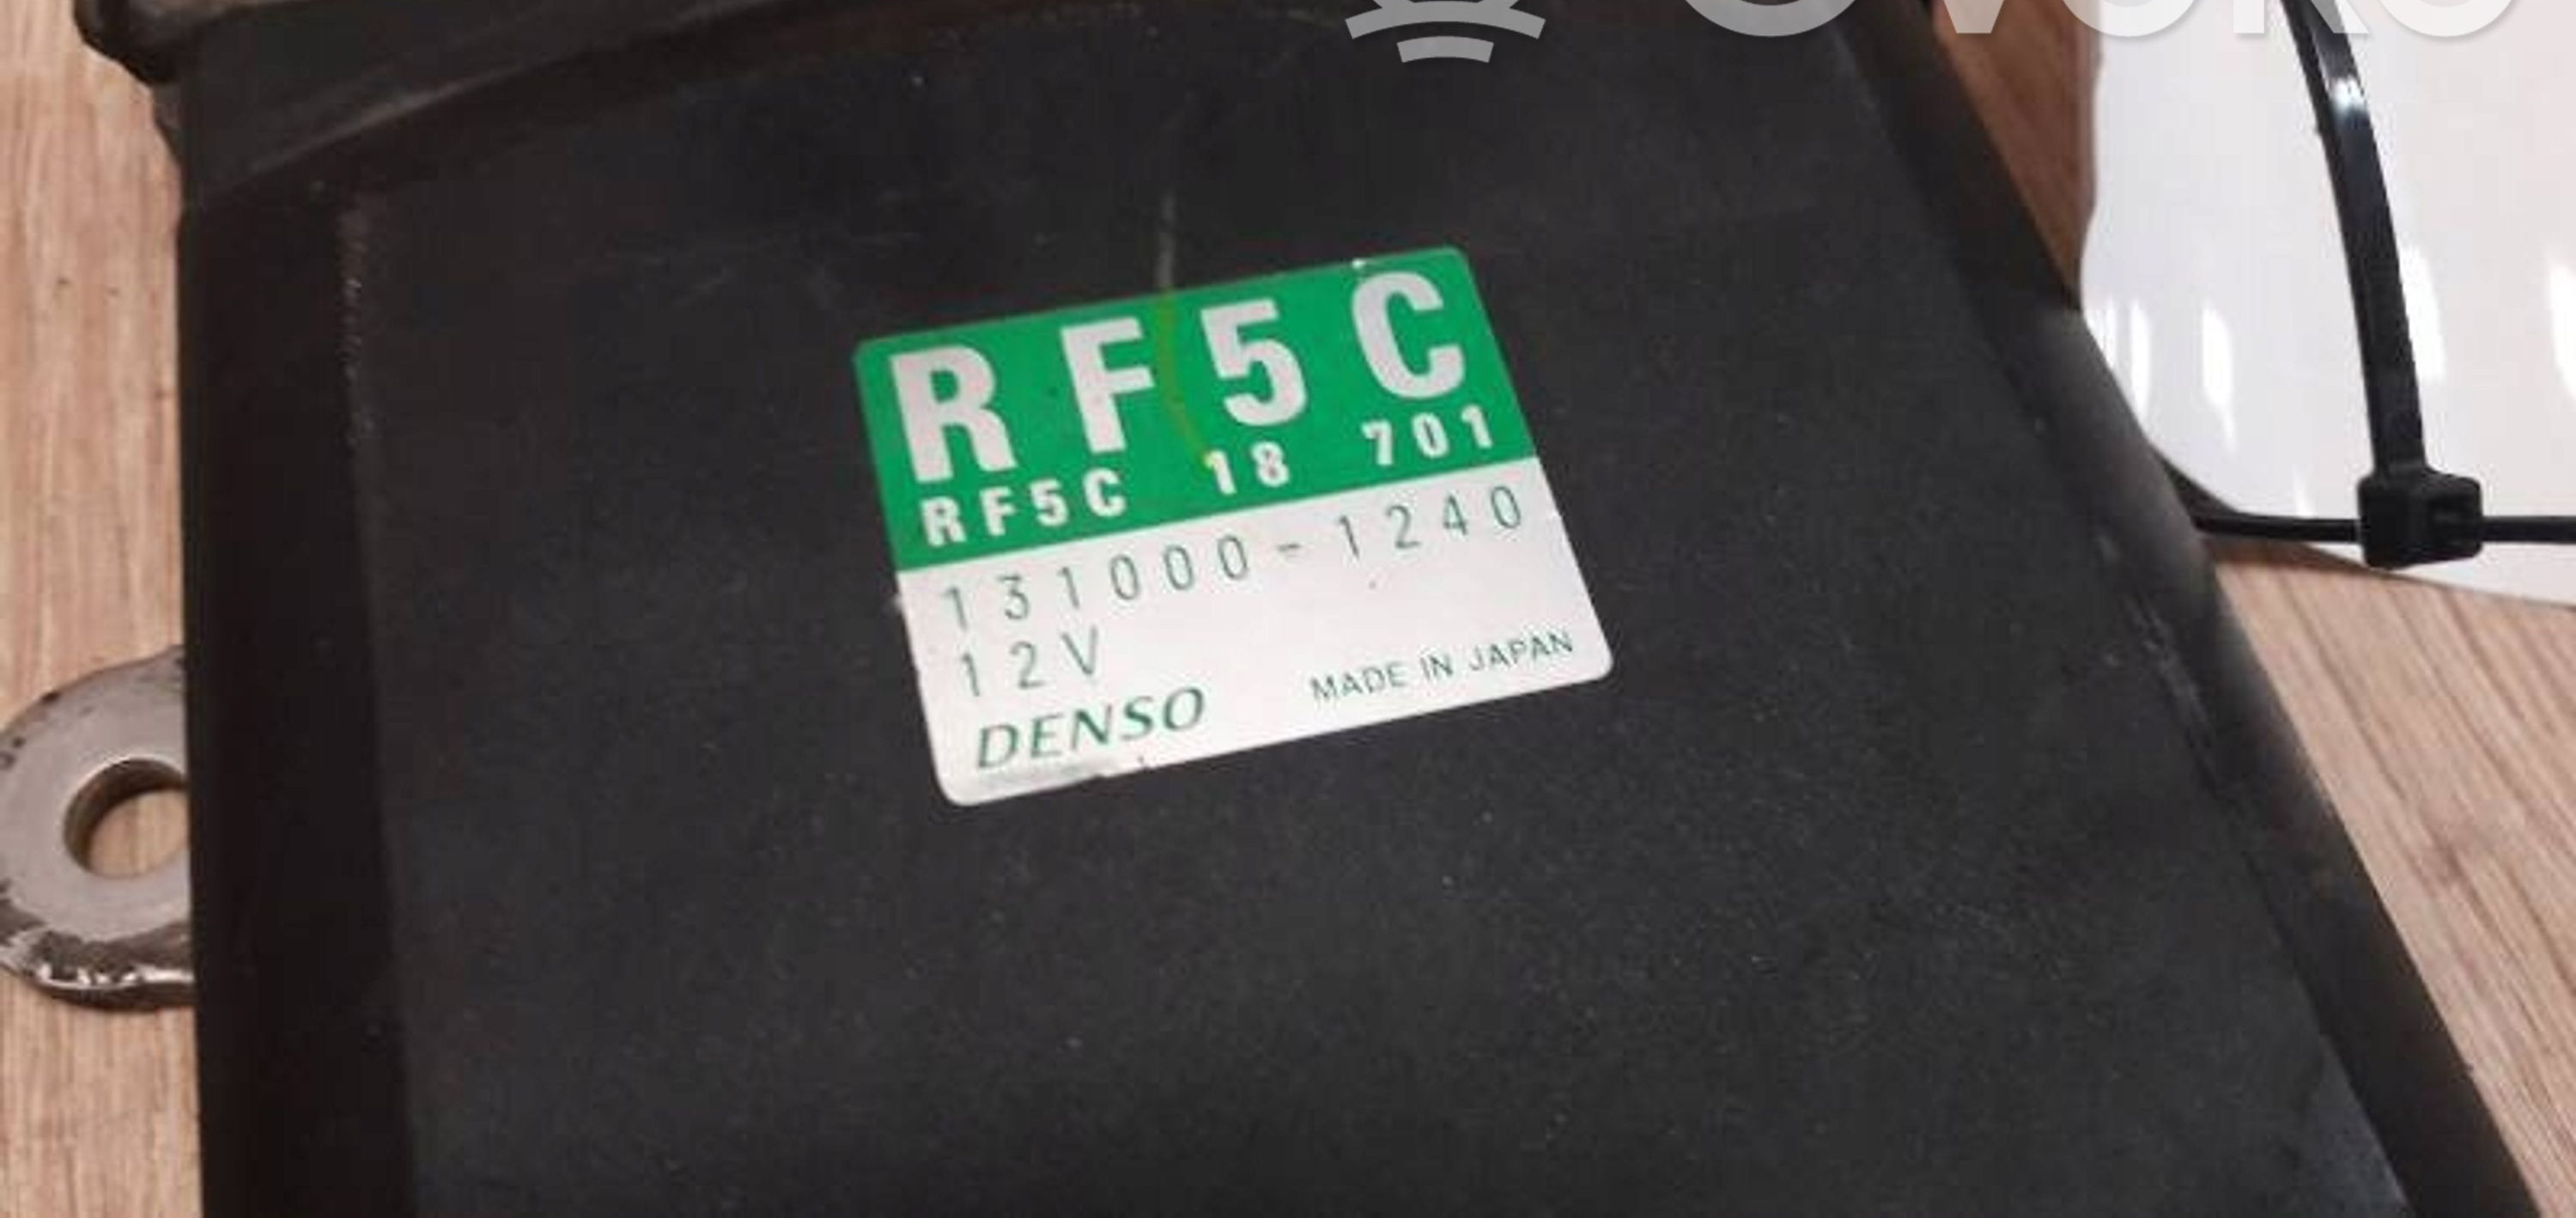 RF5C
RF5C 18 701
131000-1240
12V
DENSO MADE IN JAPAN